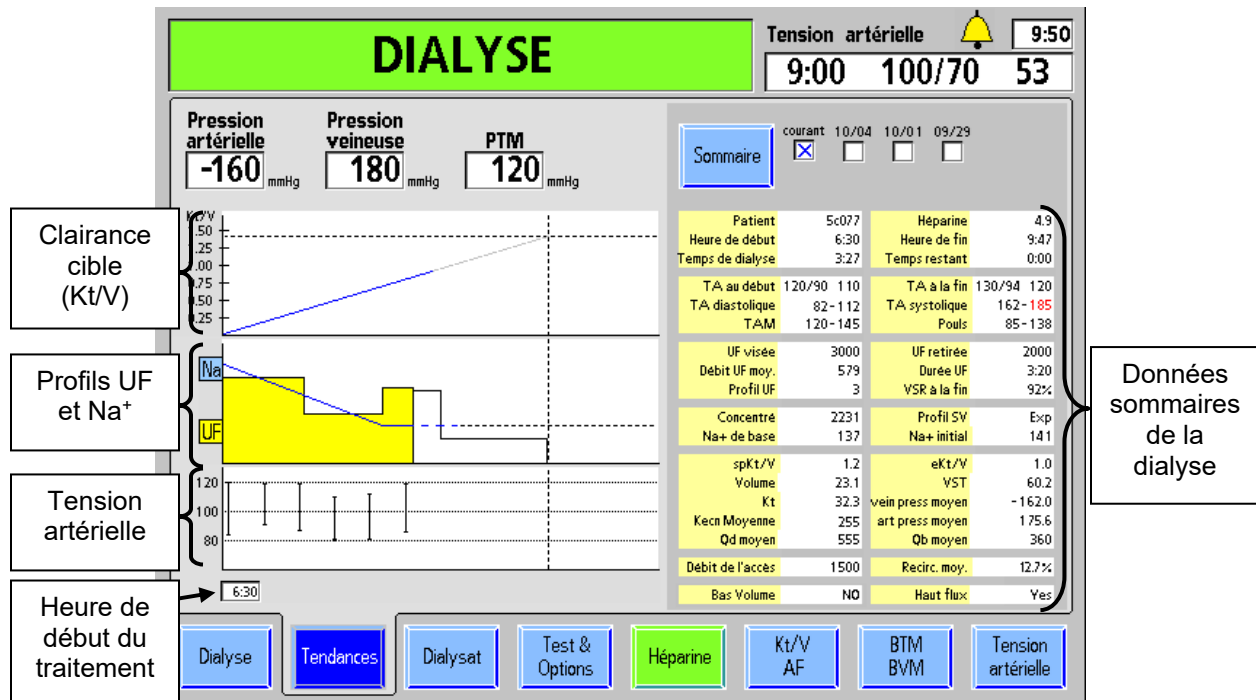 DIALYSE
Tension artérielle
9:50
9:00 100/70 53
Pression artérielle
-160 mmHg
Pression veineuse
180 mmHg
PTM
120 mmHg
Sommaire
courant 10/04 10/01 09/29
Clairance
cible
(Kt/V)
Kt/V
.50
.25
.00
.75
.50
.25
Profils UF
et Na+
Na
UF
Tension
artérielle
120
100
80
Heure de
début du
traitement
6:30
Patient 5c077 Héparine 4.9
Heure de début 6:30 Heure de fin 9:47
Temps de dialyse 3:27 Temps restant 0:00
TA au début 120/90 110 TA à la fin 130/94 120
TA diastolique 82-112 TA systolique 162-185
TAM 120-145 Pouls 85-138
UF visée 3000 UF retirée 2000
Débit UF moy. 579 Durée UF 3:20
Profil UF 3 VSR à la fin 92%
Concentré 2231 Profil SV Exp
Na+ de base 137 Na+ initial 141
spKt/V 1.2 eKt/V 1.0
Volume 23.1 VST 60.2
Kt 32.3 vein press moyen -162.0
Kecn Moyenne 255 art press moyen 175.6
Qd moyen 555 Qb moyen 360
Débit de l'accès 1500 Recirc. moy. 12.7%
Bas Volume NO Haut flux Yes
Données
sommaires
de la
dialyse
Dialyse
Tendances
Dialysat
Test &
Options
Héparine
Kt/V
AF
BTM
BVM
Tension
artérielle